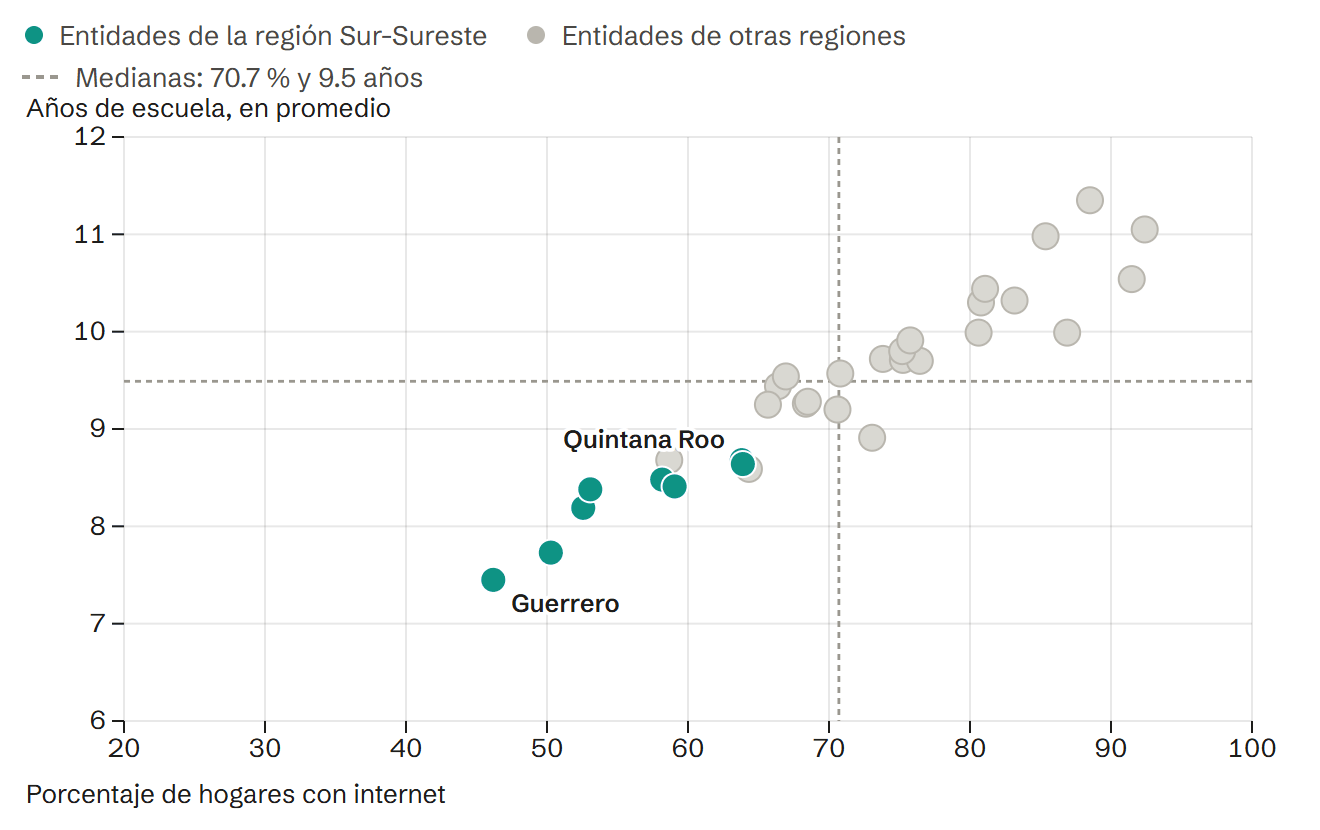 Entidades de la región Sur-Sureste
Entidades de otras regiones
Medianas: 70.7 % y 9.5 años
Años de escuela, en promedio
12
11
10
9
8
7
6
Quintana Roo
Guerrero
20 30 40 50 60 70 80 90 100
Porcentaje de hogares con internet